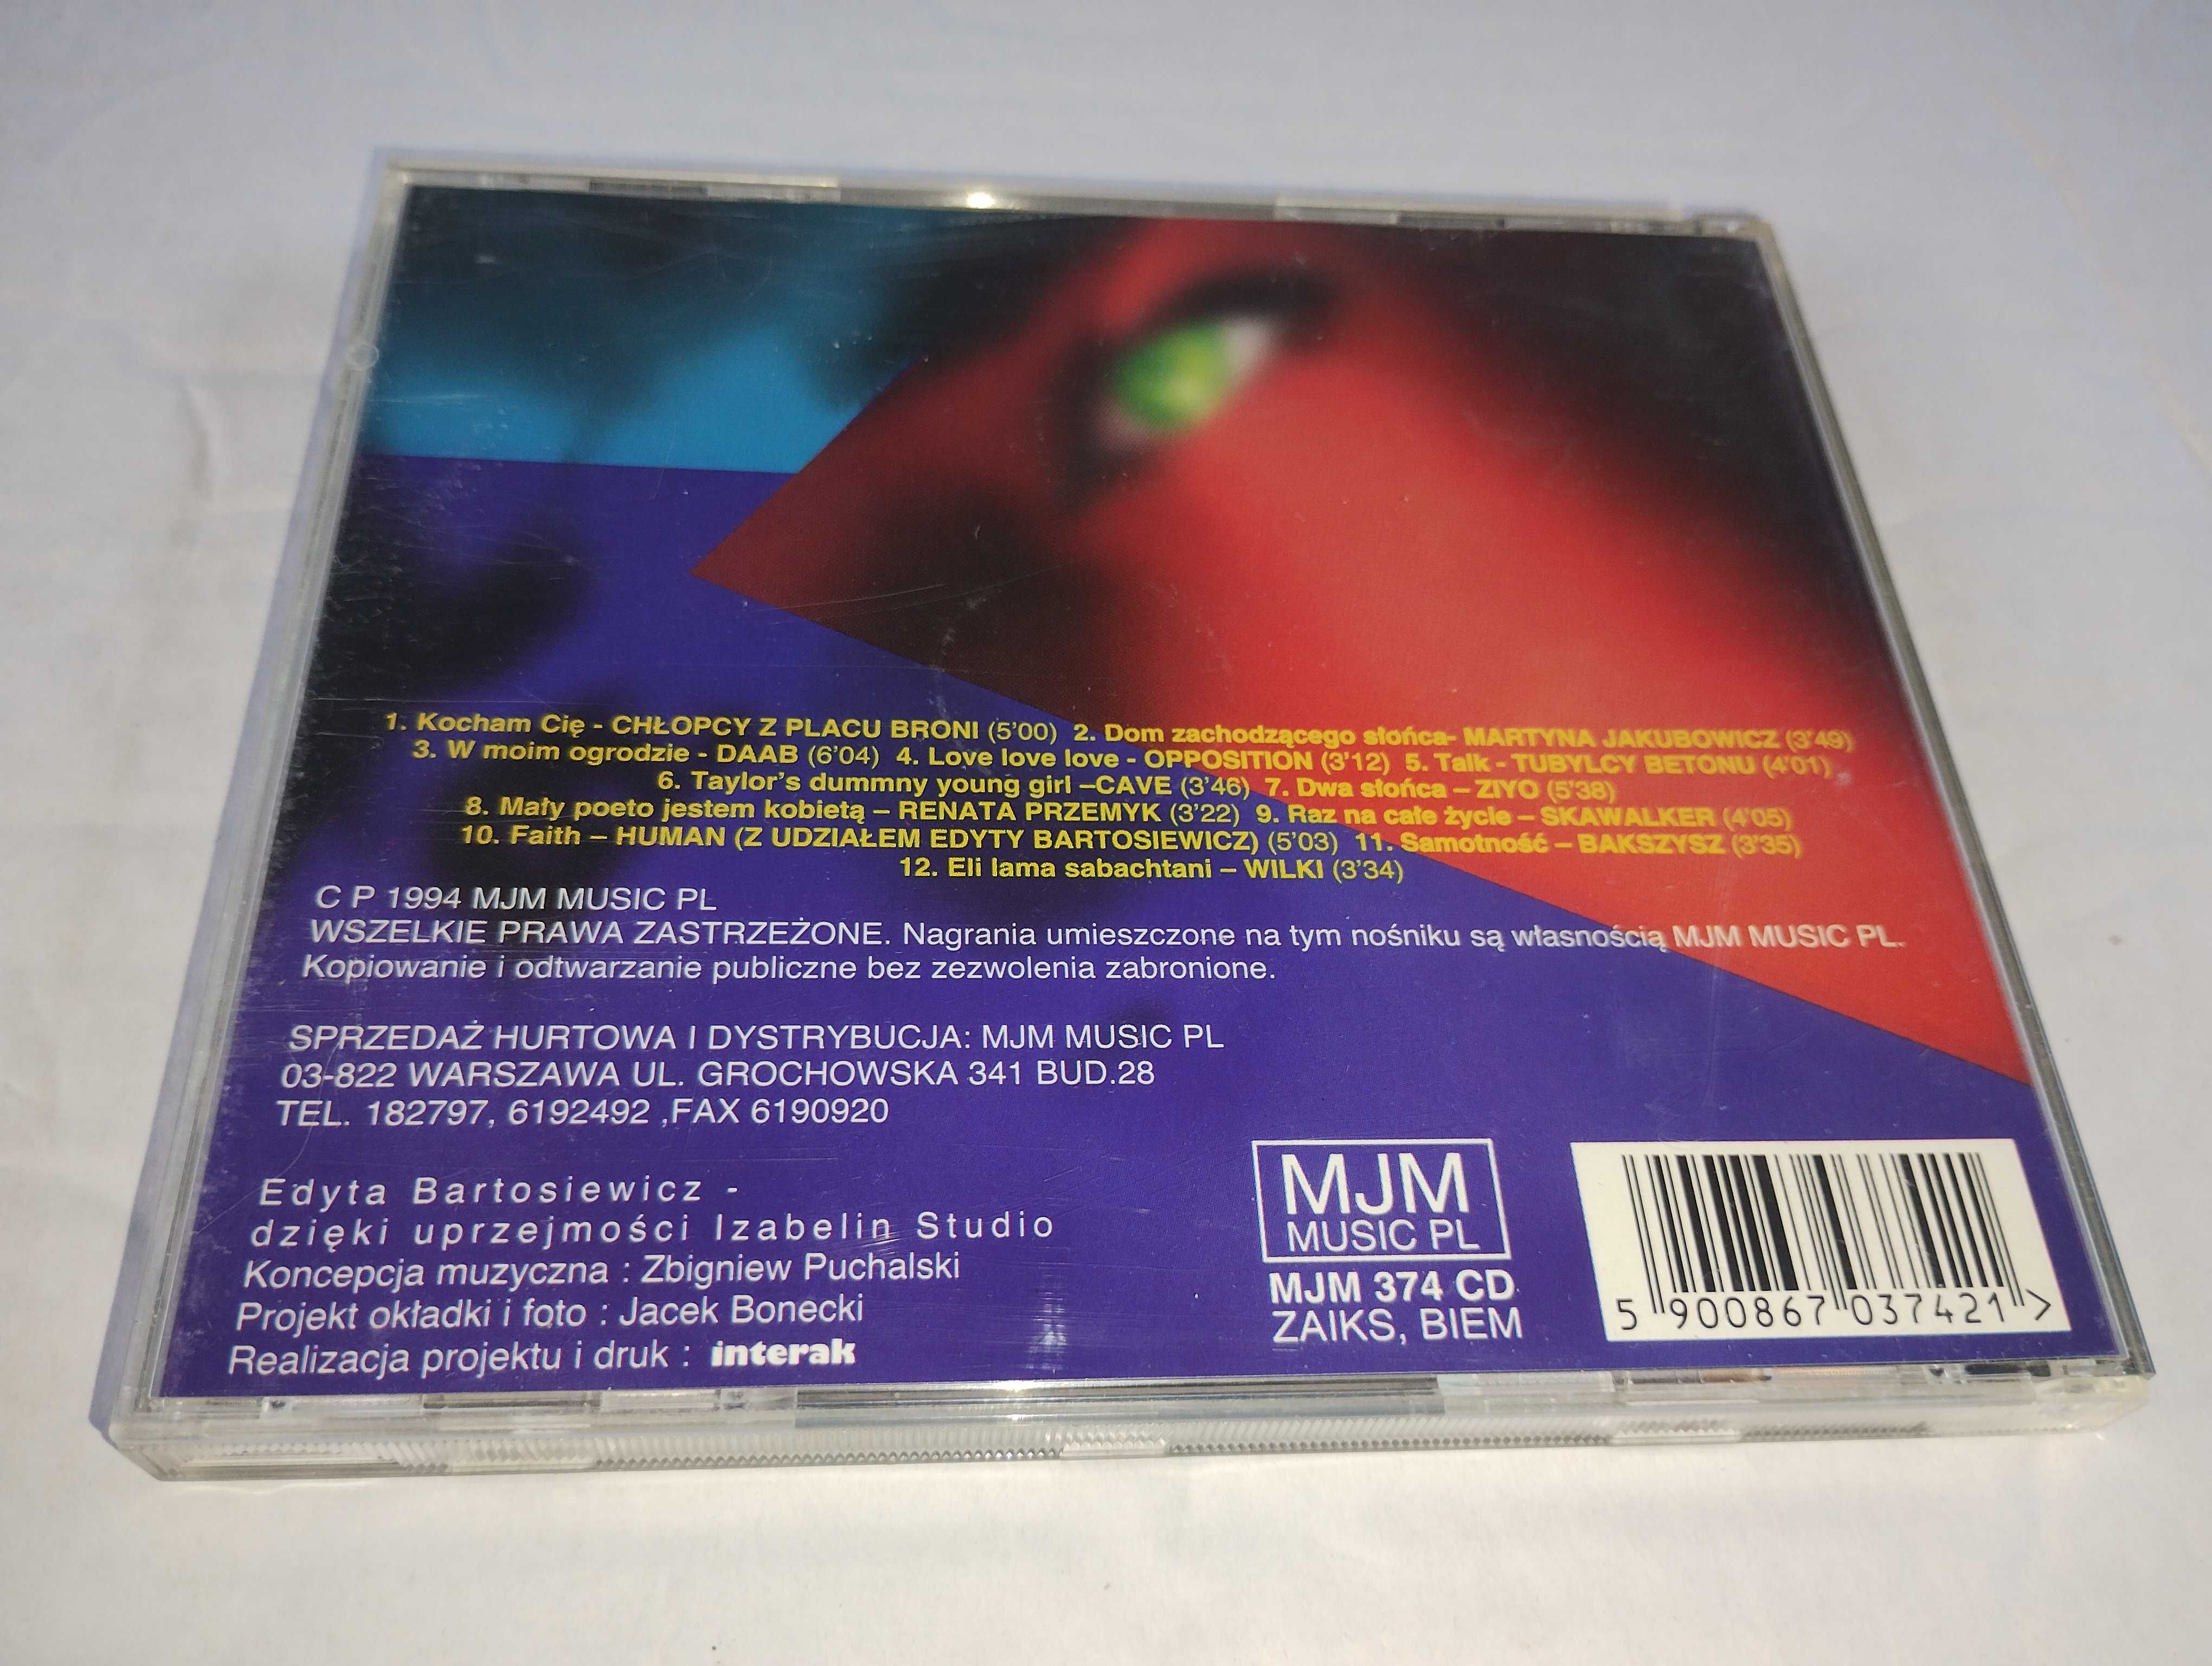 1. Kocham Cię - CHŁOPCY Z PLACU BRONI (5'00) 2. Dom zachodzącego słońca- MARTYNA JAKUBOWICZ (3'49)
3. W moim ogrodzie - DAAB (6'04) 4. Love love love - OPPOSITION (3'12) 5. Talk - TUBYLCY BETONU (4'01)
6. Taylor's dummny young girl –CAVE (3'46) 7. Dwa słońca – ZIYO (5'38)
8. Mały poeto jestem kobietą – RENATA PRZEMYK (3'22) 9. Raz na całe życie – SKAWALKER (4'05)
10. Faith – HUMAN (Z UDZIAŁEM EDYTY BARTOSIEWICZ) (5'03) 11. Samotność – BAKSZYSZ (3'35)
12. Eli lama sabachtani – WILKI (3'34)
C P 1994 MJM MUSIC PL
WSZELKIE PRAWA ZASTRZEŻONE. Nagrania umieszczone na tym nośniku są własnością MJM MUSIC PL.
Kopiowanie i odtwarzanie publiczne bez zezwolenia zabronione.
SPRZEDAŻ HURTOWA I DYSTRYBUCJA: MJM MUSIC PL
03-822 WARSZAWA UL. GROCHOWSKA 341 BUD.28
TEL. 182797, 6192492 ,FAX 6190920
Edyta Bartosiewicz -
dzięki uprzejmości Izabelin Studio
Koncepcja muzyczna : Zbigniew Puchalski
Projekt okładki i foto : Jacek Bonecki
Realizacja projektu i druk : interak
MJM
MUSIC PL
MJM 374 CD
ZAIKS, BIEM
5 900867 037421 >